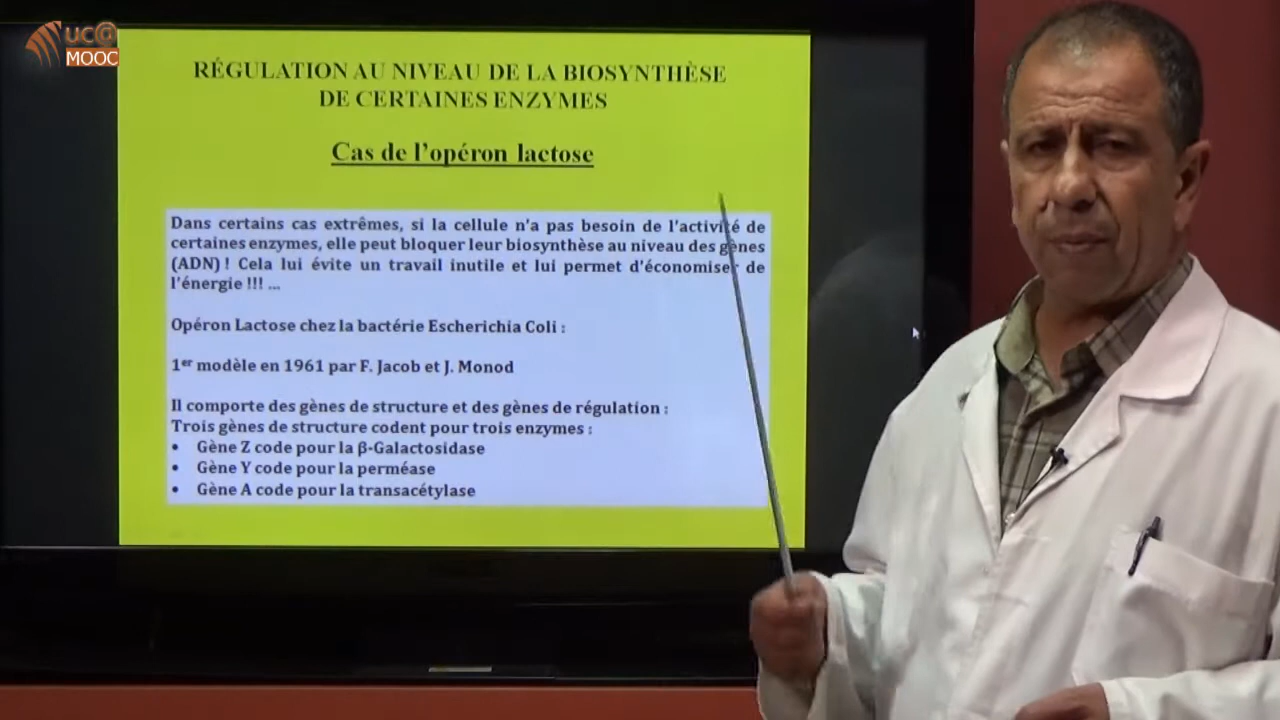 UC@
MOOC
RÉGULATION AU NIVEAU DE LA BIOSYNTHÈSE
DE CERTAINES ENZYMES
Cas de l'opéron lactose
Dans certains cas extrêmes, si la cellule n'a pas besoin de l'activité de
certaines enzymes, elle peut bloquer leur biosynthèse au niveau des gènes
(ADN) ! Cela lui évite un travail inutile et lui permet d'économiser de
l'énergie !!! ...
Opéron Lactose chez la bactérie Escherichia Coli :
1er modèle en 1961 par F. Jacob et J. Monod
Il comporte des gènes de structure et des gènes de régulation :
Trois gènes de structure codent pour trois enzymes :
• Gène Z code pour la β-Galactosidase
• Gène Y code pour la perméase
• Gène A code pour la transacétylase